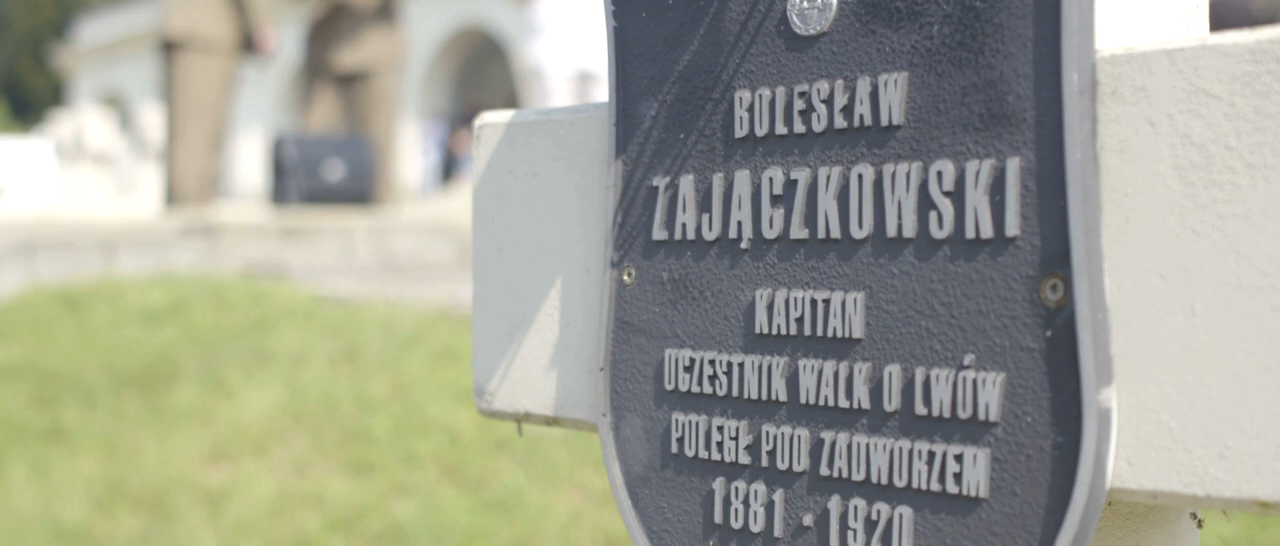 BOLESŁAW
ZAJĄCZKOWSKI
KAPITAN
UCZESTNIK WALK O LWÓW
POLEGŁ POD ZADWORZEM
1881 - 1920